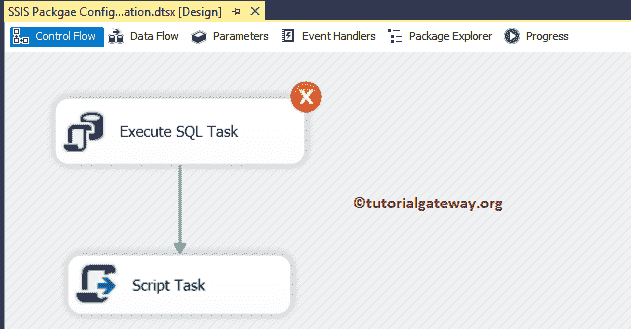 SSIS Packgae Config...ation.dtsx [Design]
Control Flow Data Flow Parameters Event Handlers Package Explorer Progress
Execute SQL Task
©tutorialgateway.org
Script Task